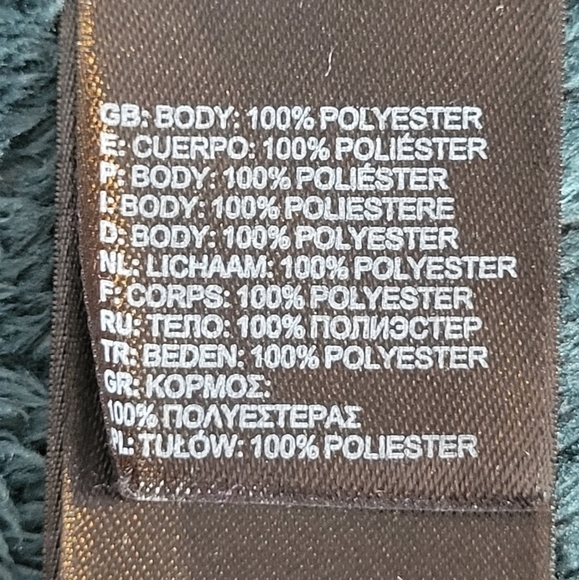 GB: BODY: 100% POLYESTER
E: CUERPO: 100% POLIÉSTER
P: BODY: 100% POLIÉSTER
I: BODY: 100% POLIESTERE
D: BODY: 100% POLYESTER
NL: LICHAAM: 100% POLYESTER
F: CORPS: 100% POLYESTER
RU: ТЕЛО: 100% ПОЛИЭСТЕР
TR: BEDEN: 100% POLYESTER
GR: ΚΟΡΜΟΣ:
100% ΠΟΛΥΕΣΤΕΡΑΣ
PL: TUŁÓW: 100% POLIESTER